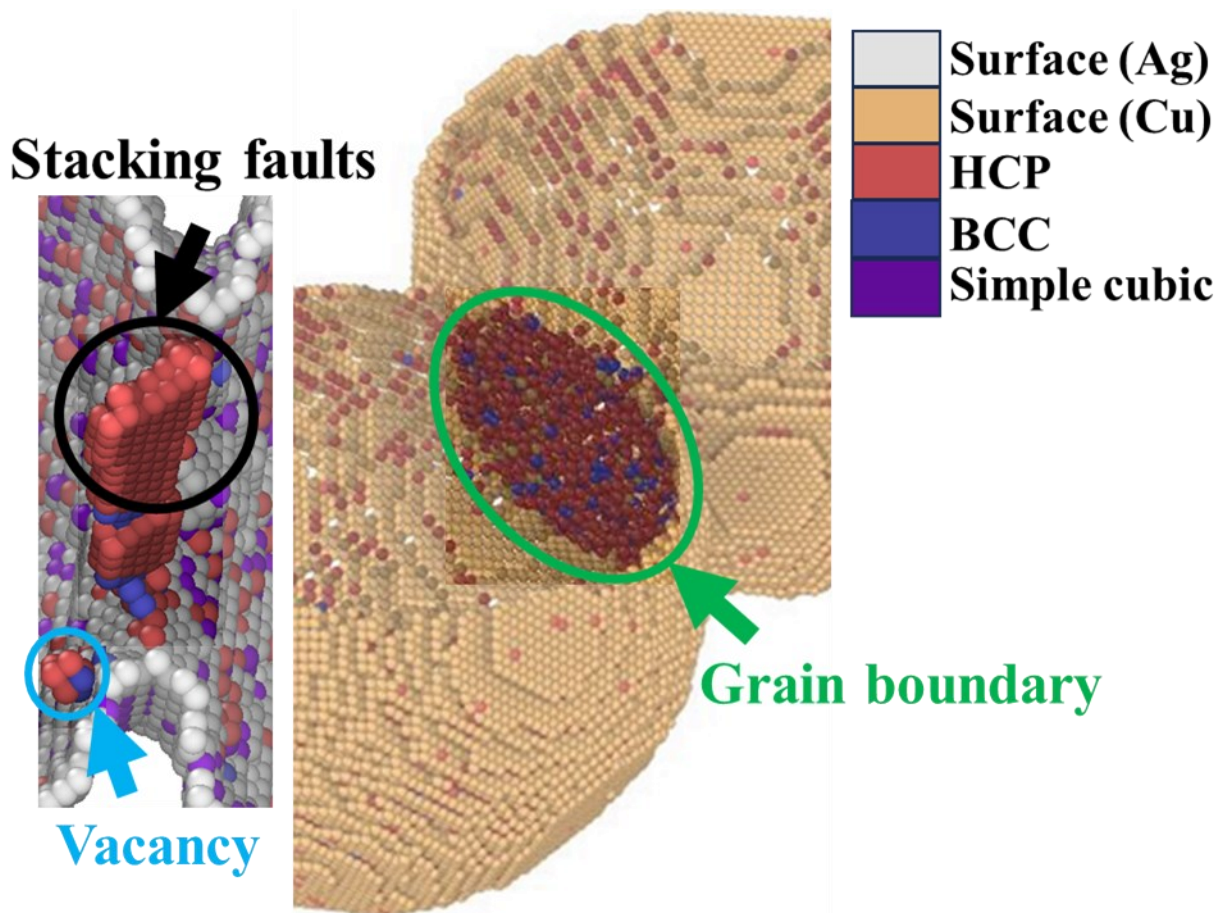 Stacking faults
Vacancy
Grain boundary
Surface (Ag)
Surface (Cu)
HCP
BCC
Simple cubic